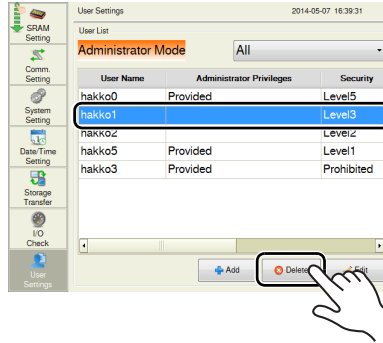 User Settings 2014-05-07 16:39:31
SRAM
Setting
Comm.
Setting
System
Setting
Date/Time
Setting
Storage
Transfer
I/O
Check
User
Settings
User List
Administrator Mode All
User Name Administrator Privileges Security
hakko0 Provided Level5
hakko1 Level3
hakko2 Level2
hakko5 Provided Level1
hakko3 Provided Prohibited
Add Delete Edit